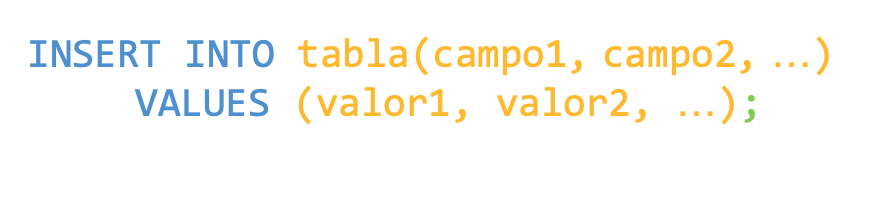 INSERT INTO tabla(campo1, campo2, ...)
VALUES (valor1, valor2, ...);